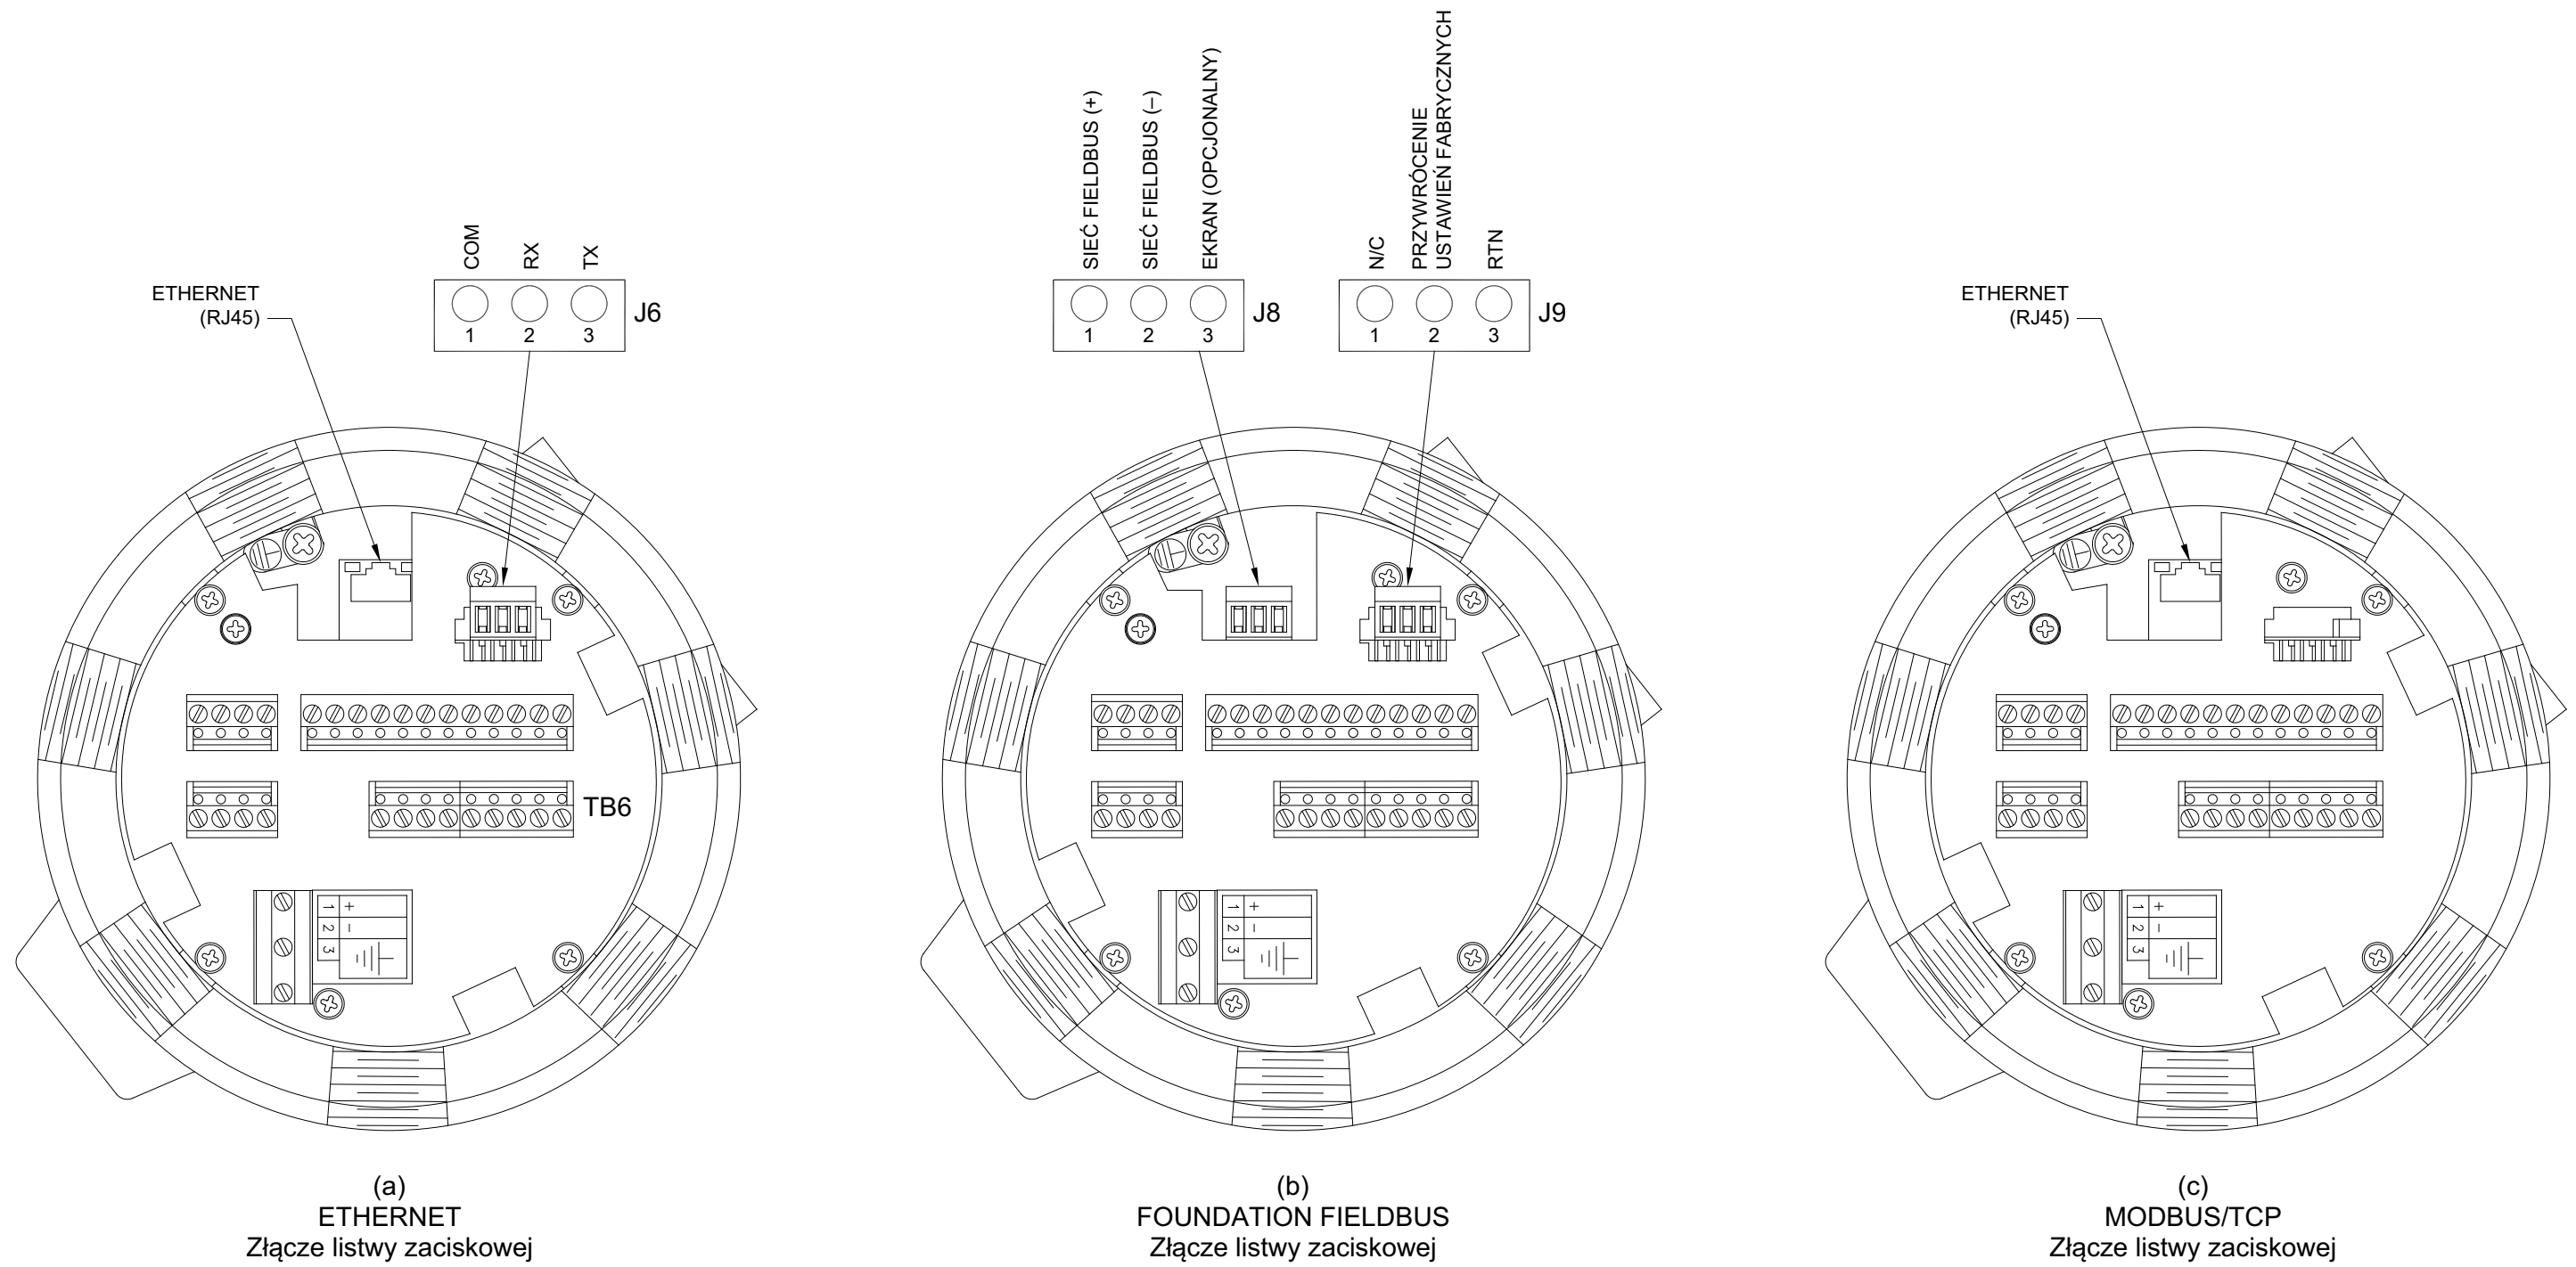 ETHERNET
(RJ45)
COM
RX
TX
1
2
3
J6
TB6
1 +
2 −
3
(a)
ETHERNET
Złącze listwy zaciskowej
SIEĆ FIELDBUS (+)
SIEĆ FIELDBUS (–)
EKRAN (OPCJONALNY)
1
2
3
J8
N/C
PRZYWRÓCENIE
USTAWIEŃ FABRYCZNYCH
RTN
1
2
3
J9
1 +
2 −
3
(b)
FOUNDATION FIELDBUS
Złącze listwy zaciskowej
ETHERNET
(RJ45)
1 +
2 −
3
(c)
MODBUS/TCP
Złącze listwy zaciskowej